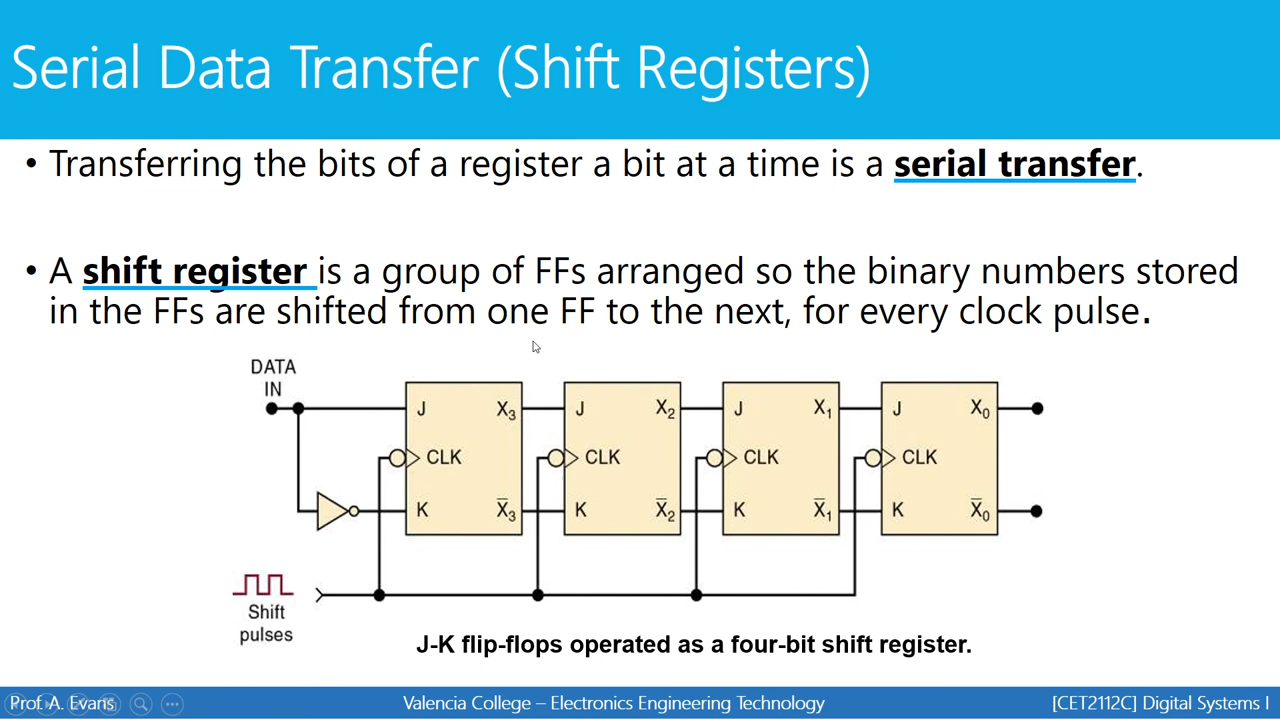 Serial Data Transfer (Shift Registers)
• Transferring the bits of a register a bit at a time is a serial transfer.
• A shift register is a group of FFs arranged so the binary numbers stored
in the FFs are shifted from one FF to the next, for every clock pulse.
DATA
IN
J X₃ J X₂ J X₁ J X₀
CLK CLK CLK CLK
K X̅₃ K X̅₂ K X̅₁ K X̅₀
Shift
pulses
J-K flip-flops operated as a four-bit shift register.
Prof. A. Evans Valencia College – Electronics Engineering Technology [CET2112C] Digital Systems I